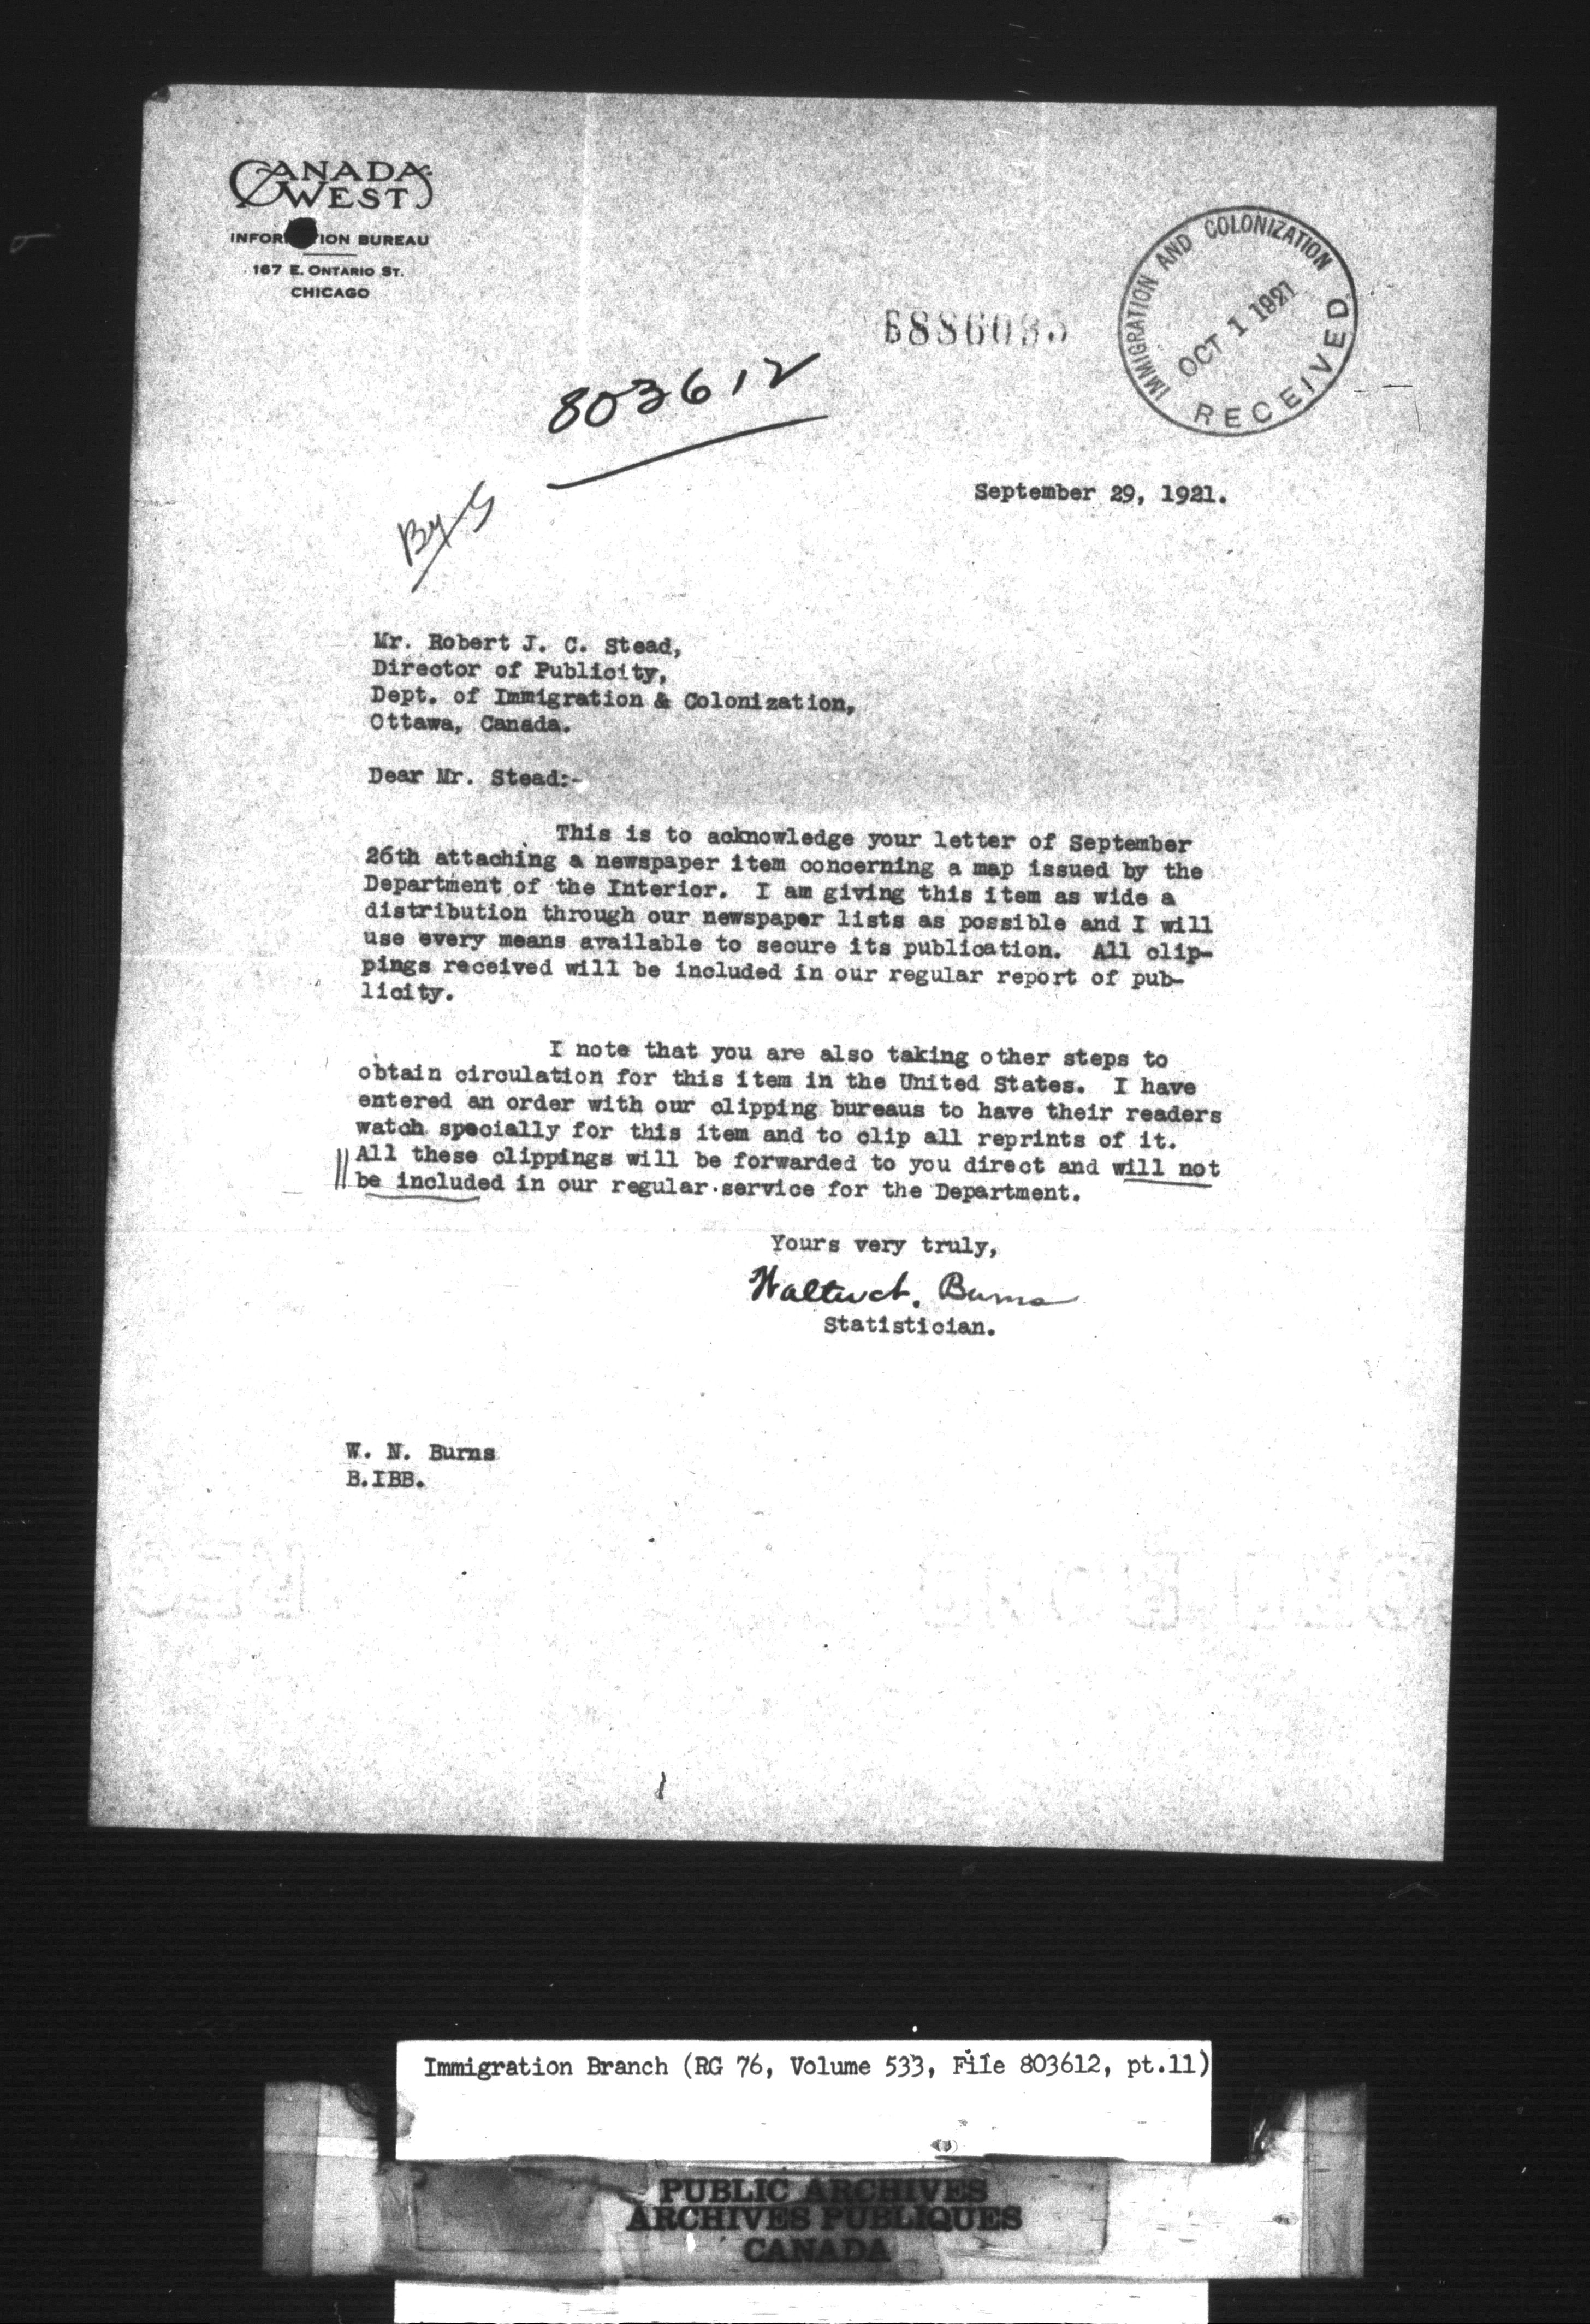 CANADA
WEST
INFOR TION BUREAU
167 E. ONTARIO ST.
CHICAGO
IMMIGRATION AND COLONIZATION
OCT 1 1921
RECEIVED
803612
September 29, 1921.
Mr. Robert J. C. Stead,
Director of Publicity,
Dept. of Immigration & Colonization,
Ottawa, Canada.
Dear Mr. Stead:-
This is to acknowledge your letter of September
26th attaching a newspaper item concerning a map issued by the
Department of the Interior. I am giving this item as wide a
distribution through our newspaper lists as possible and I will
use every means available to secure its publication. All clip-
pings received will be included in our regular report of pub-
licity.
I note that you are also taking other steps to
obtain circulation for this item in the United States. I have
entered an order with our clipping bureaus to have their readers
watch specially for this item and to clip all reprints of it.
All these clippings will be forwarded to you direct and will not
be included in our regular service for the Department.
Yours very truly,
Walter N. Burns
Statistician.
W. N. Burns
B.IBB.
Immigration Branch (RG 76, Volume 533, File 803612, pt.11)
PUBLIC ARCHIVES
ARCHIVES PUBLIQUES
CANADA